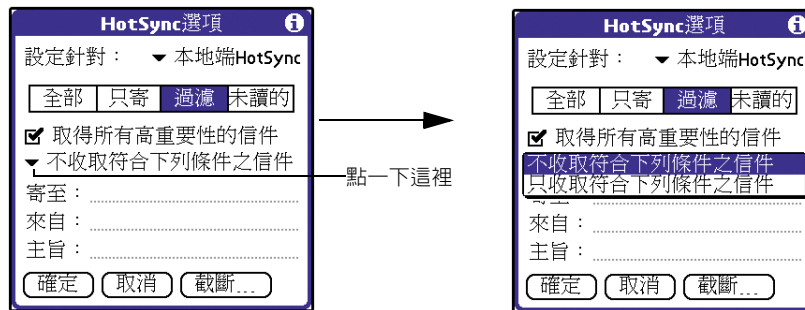 HotSync選項
設定針對： 本地端HotSync
全部 只寄 過濾 未讀的
取得所有高重要性的信件
不收取符合下列條件之信件
寄至：
來自：
主旨：
確定 取消 截斷...
點一下這裡
HotSync選項
設定針對： 本地端HotSync
全部 只寄 過濾 未讀的
取得所有高重要性的信件
不收取符合下列條件之信件
只收取符合下列條件之信件
來自：
主旨：
確定 取消 截斷...